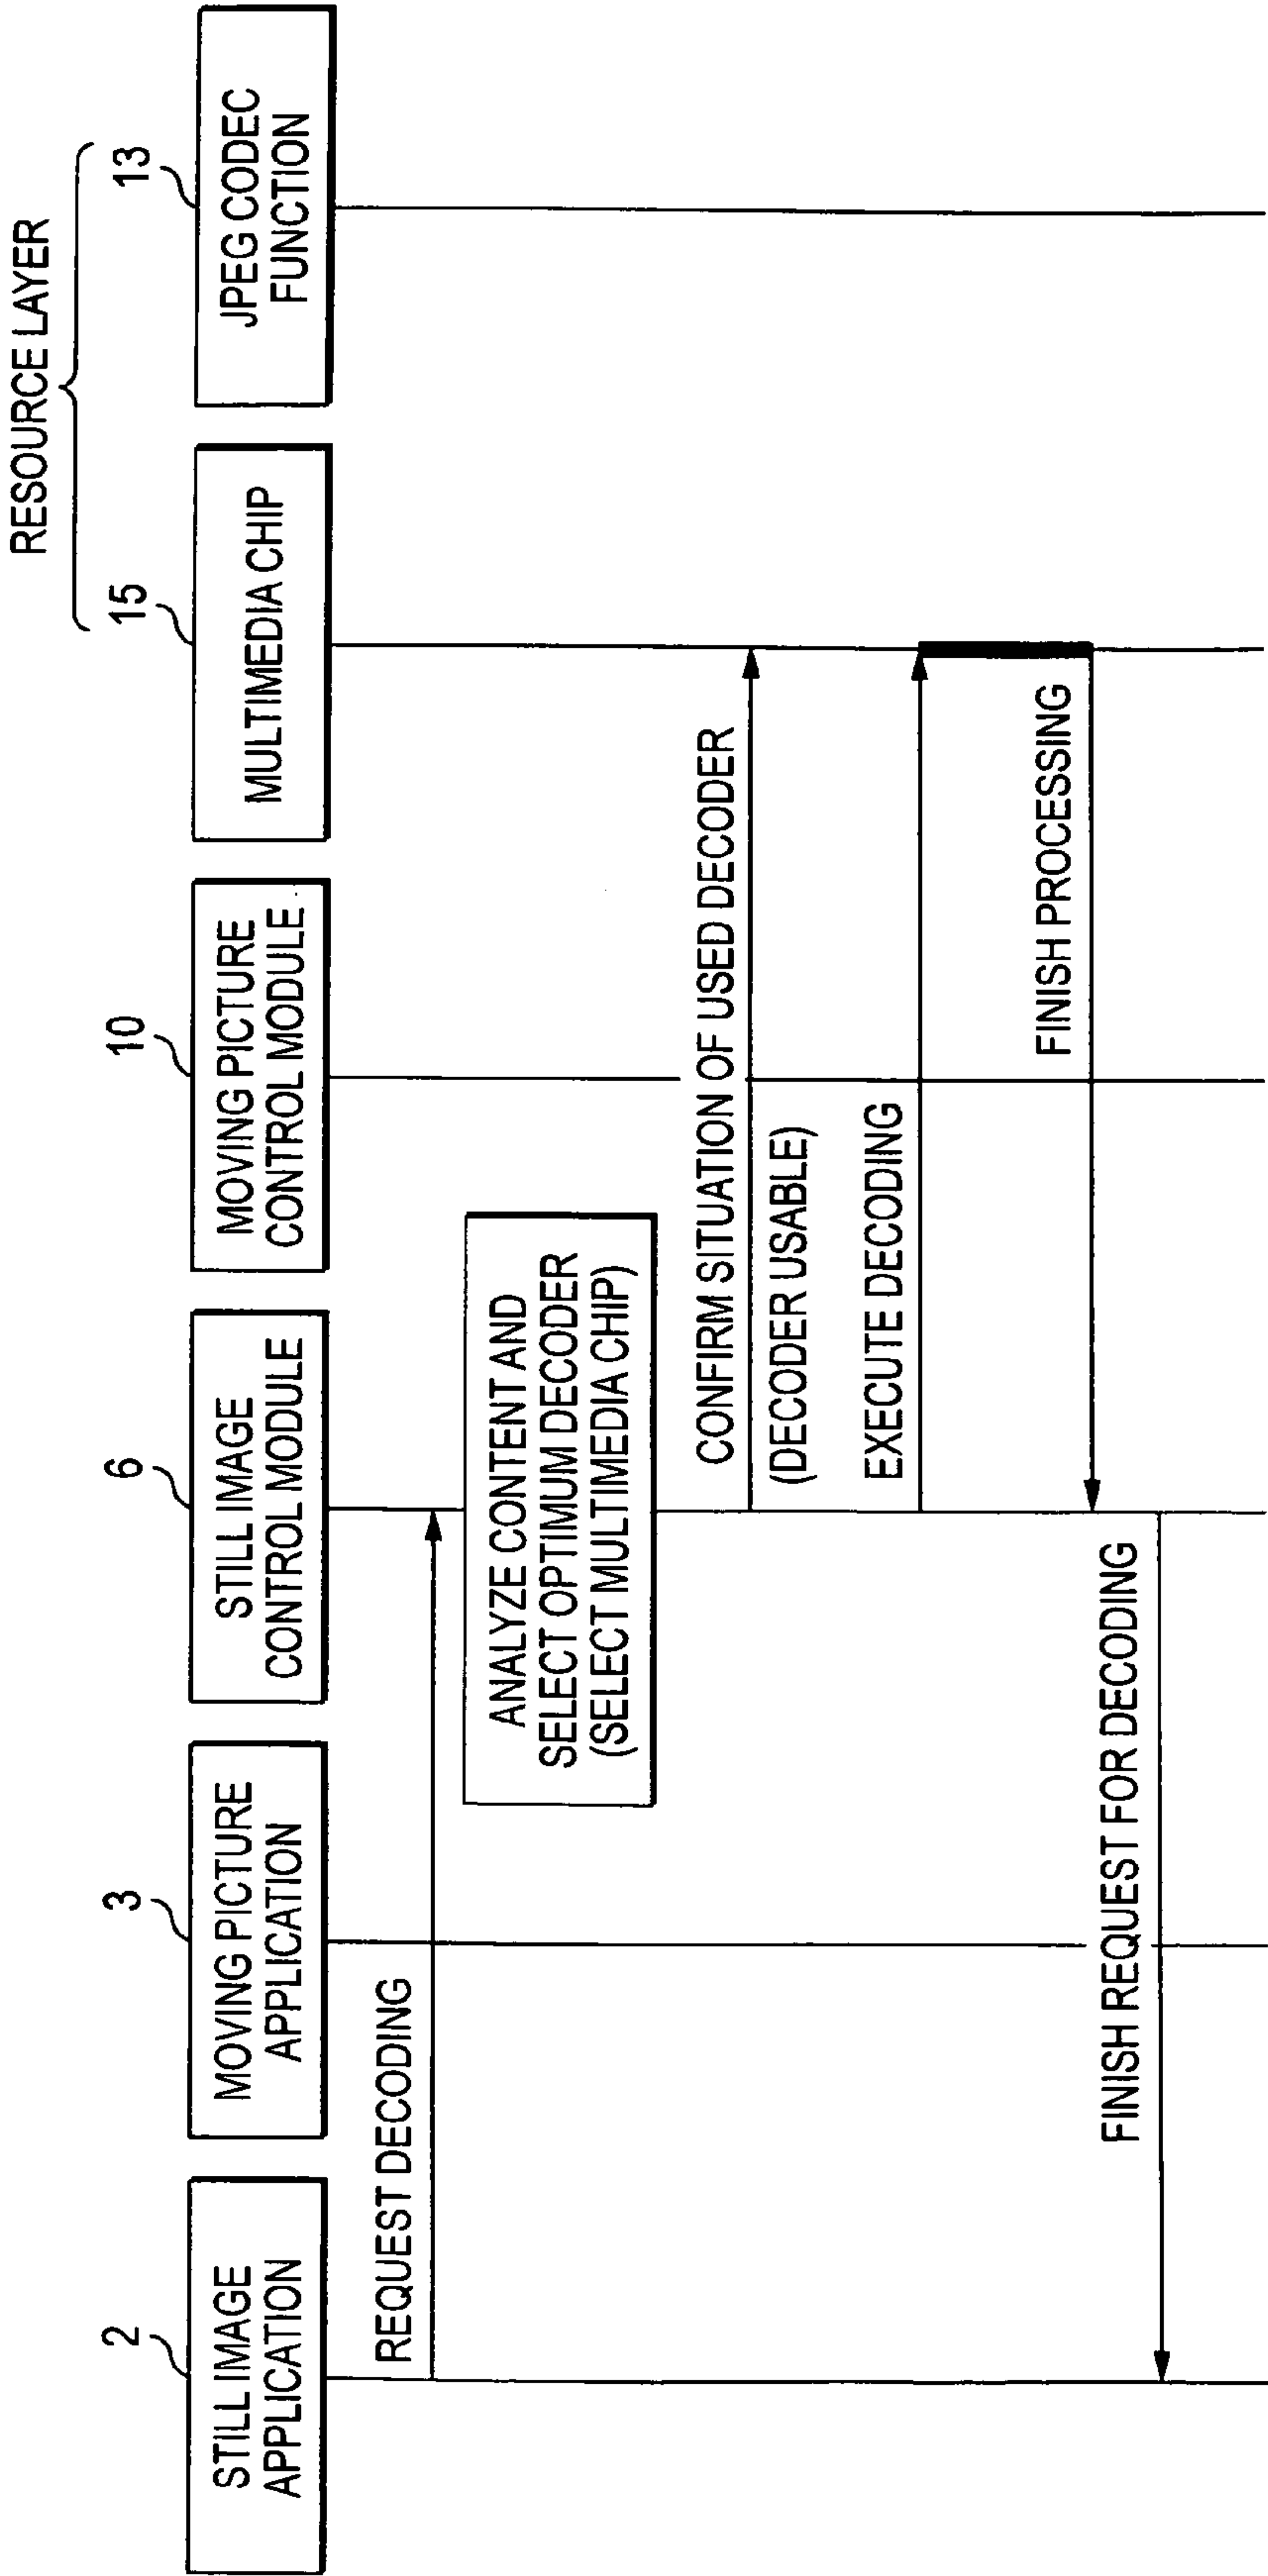 RESOURCE LAYER
2
3
6
10
15
13
STILL IMAGE
APPLICATION
MOVING PICTURE
APPLICATION
STILL IMAGE
CONTROL MODULE
MOVING PICTURE
CONTROL MODULE
MULTIMEDIA CHIP
JPEG CODEC
FUNCTION
REQUEST DECODING
ANALYZE CONTENT AND
SELECT OPTIMUM DECODER
(SELECT MULTIMEDIA CHIP)
CONFIRM SITUATION OF USED DECODER
(DECODER USABLE)
EXECUTE DECODING
FINISH PROCESSING
FINISH REQUEST FOR DECODING